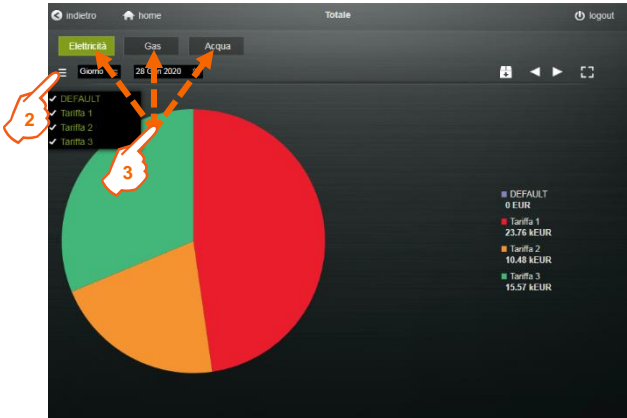 indietro home Totale logout
Elettricità Gas Acqua
Giorno 28 Gen 2020
DEFAULT
Tariffa 1
Tariffa 2
Tariffa 3
2
3
DEFAULT
0 EUR
Tariffa 1
23.76 kEUR
Tariffa 2
10.48 kEUR
Tariffa 3
15.57 kEUR